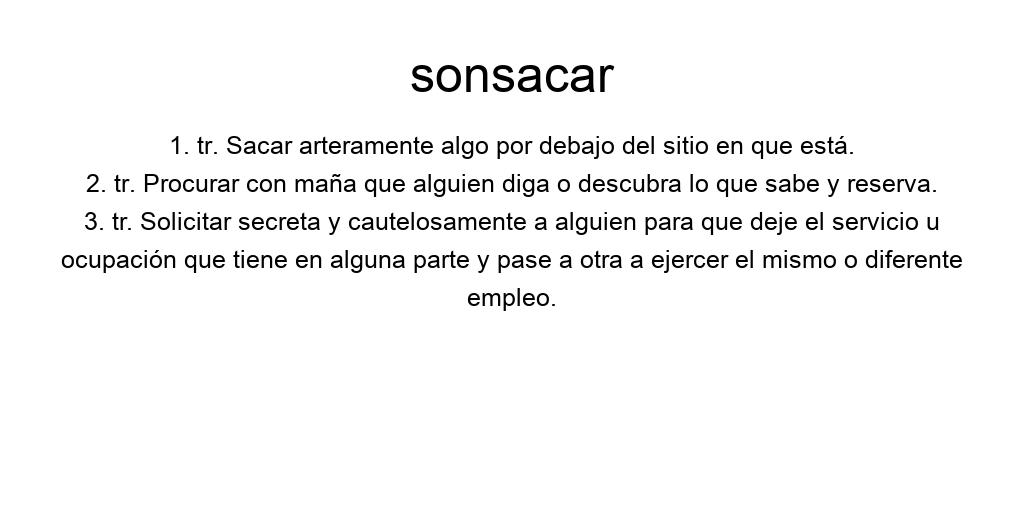 sonsacar
1. tr. Sacar arteramente algo por debajo del sitio en que está.
2. tr. Procurar con maña que alguien diga o descubra lo que sabe y reserva.
3. tr. Solicitar secreta y cautelosamente a alguien para que deje el servicio u
ocupación que tiene en alguna parte y pase a otra a ejercer el mismo o diferente
empleo.